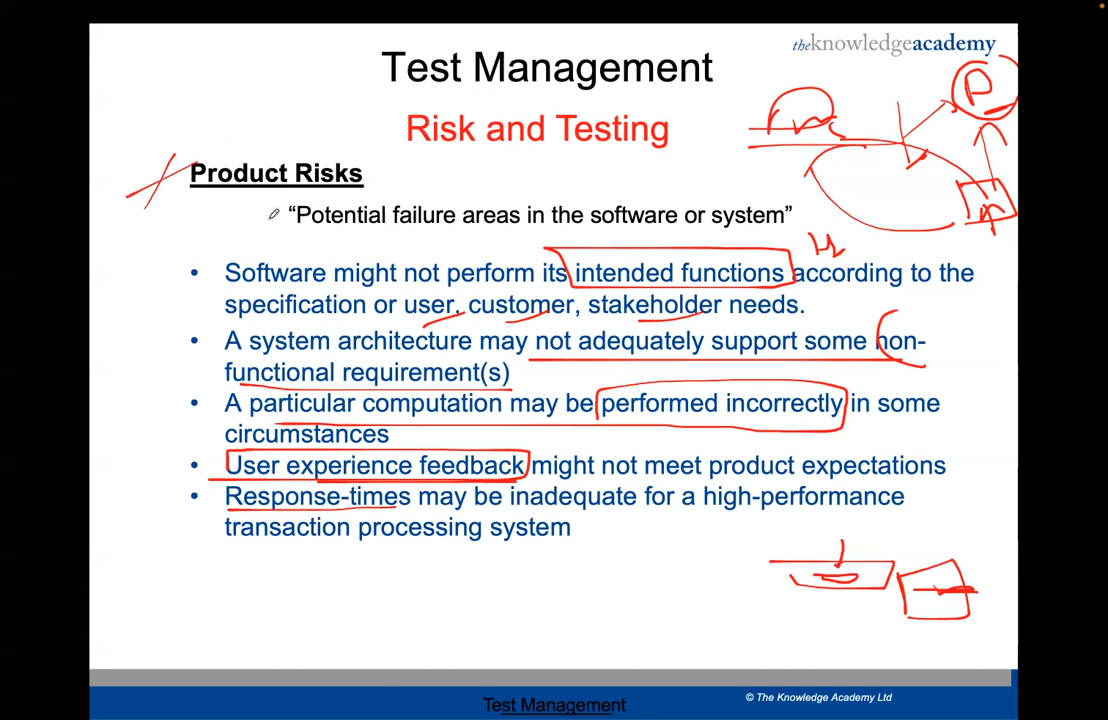 theknowledgeacademy
Test Management
Risk and Testing
Product Risks
“Potential failure areas in the software or system”
• Software might not perform its intended functions according to the
specification or user, customer, stakeholder needs.
• A system architecture may not adequately support some non-
functional requirement(s)
• A particular computation may be performed incorrectly in some
circumstances
• User experience feedback might not meet product expectations
• Response-times may be inadequate for a high-performance
transaction processing system
Test Management
© The Knowledge Academy Ltd